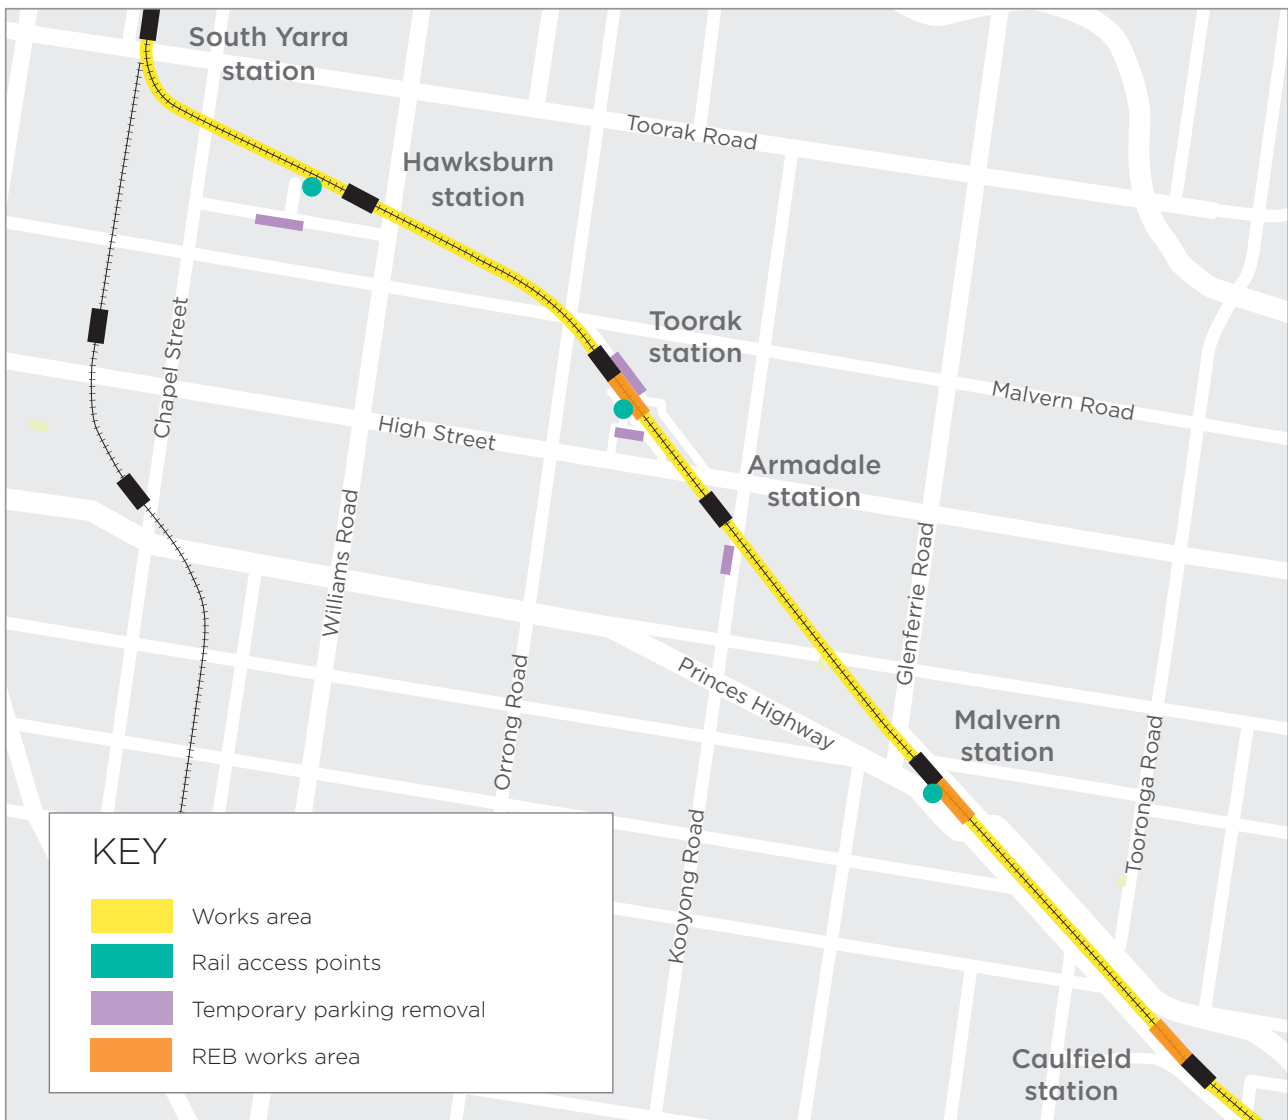 South Yarra
station
Toorak Road
Hawksburn
station
Toorak
station
Chapel Street
Malvern Road
High Street
Armadale
station
Williams Road
Glenferrie Road
Princes Highway
Orrong Road
Malvern
station
Tooronga Road
Kooyong Road
KEY
Works area
Rail access points
Temporary parking removal
REB works area
Caulfield
station